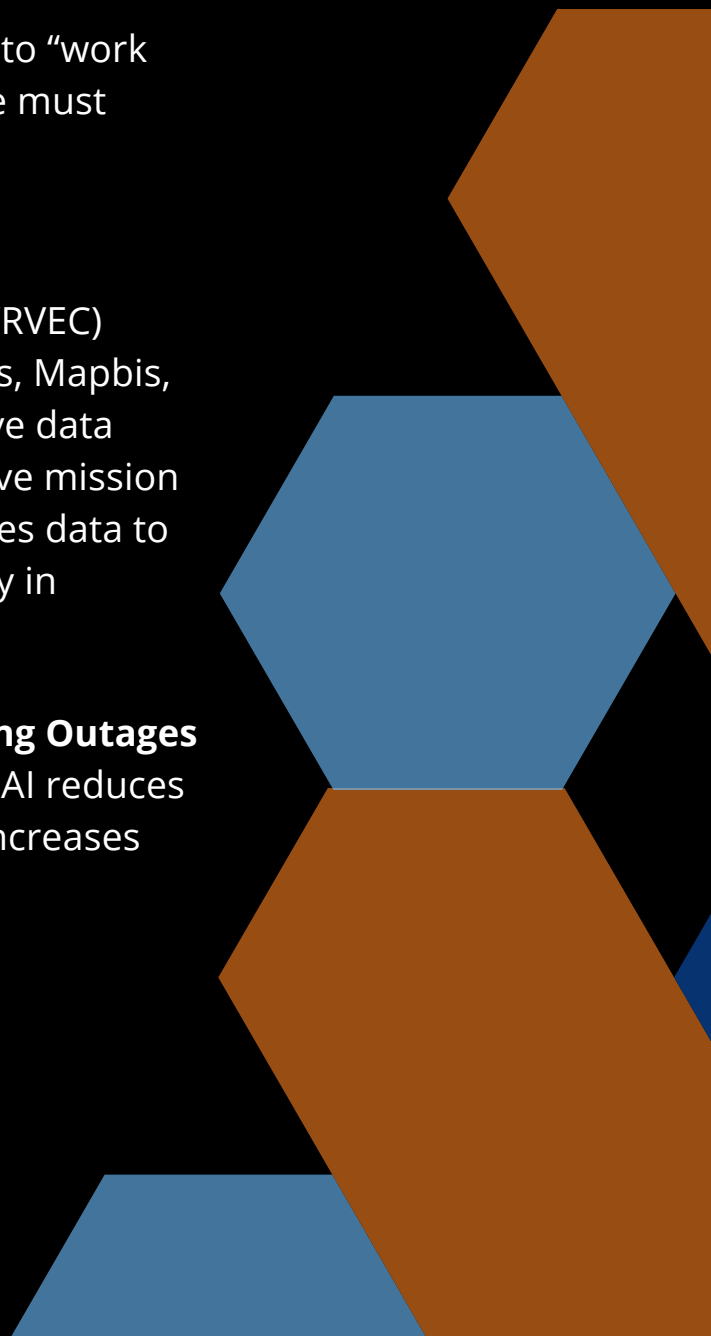 to “work
e must
RVEC)
s, Mapbis,
ve data
ve mission
es data to
y in
ng Outages
AI reduces
ncreases